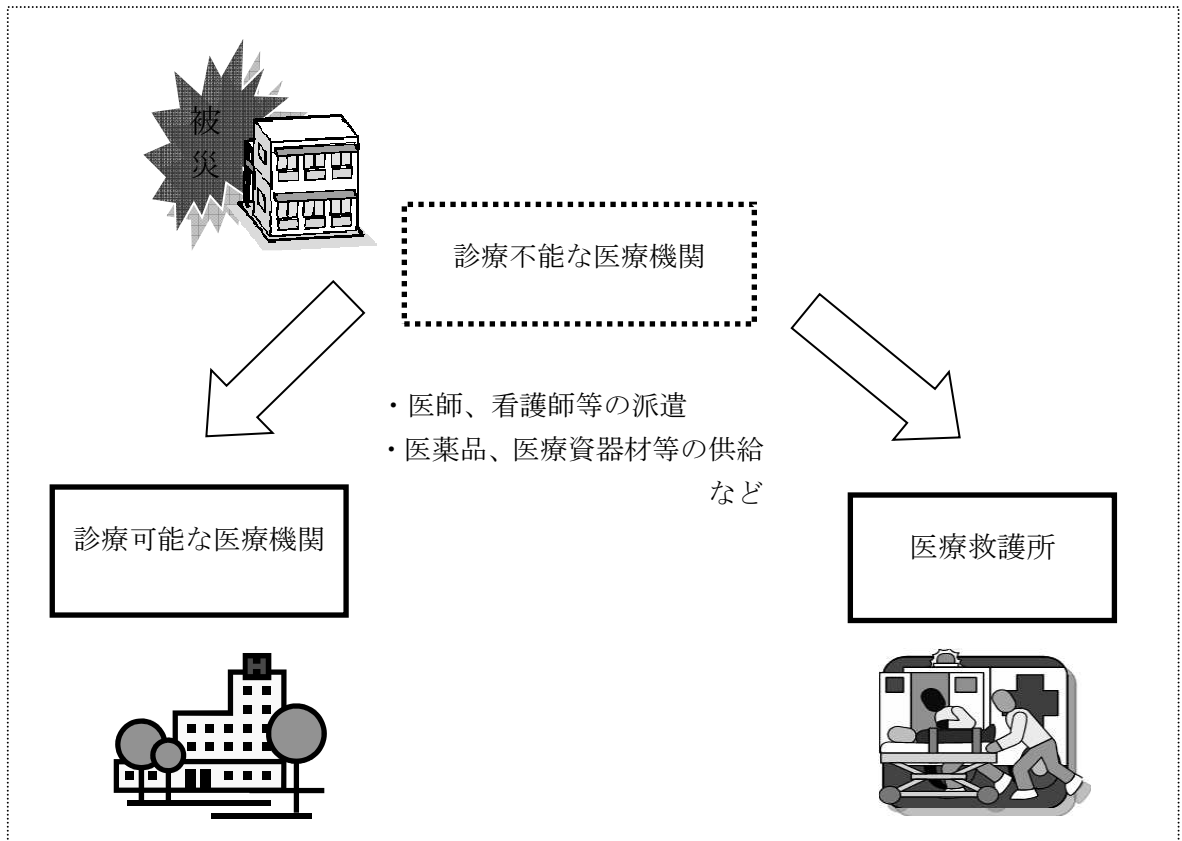 被
災
診療不能な医療機関
・医師、看護師等の派遣
・医薬品、医療資器材等の供給
など
診療可能な医療機関
医療救護所
H